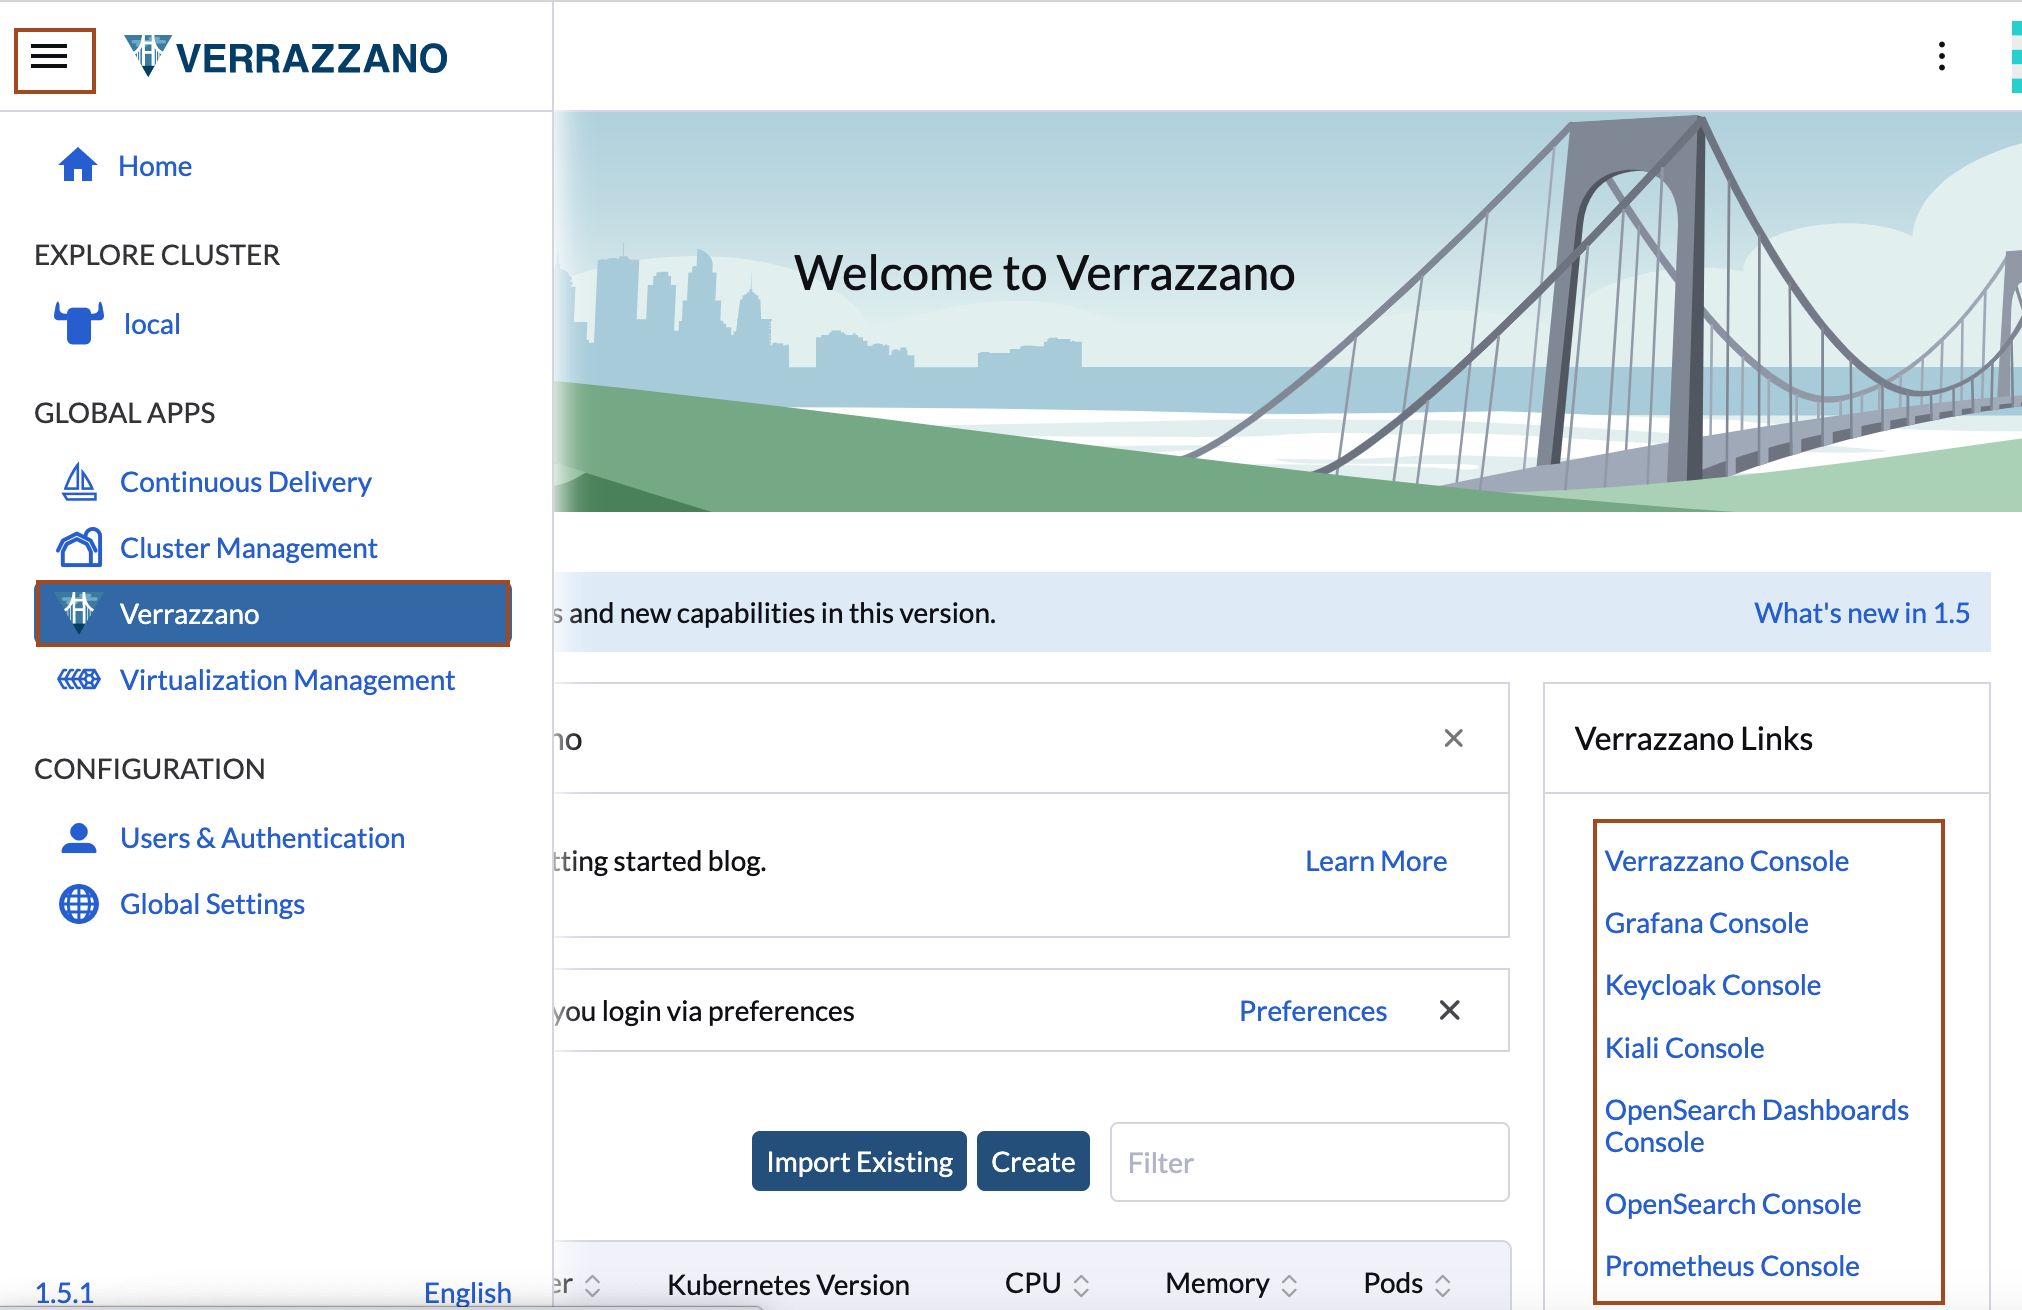 VERRAZZANO
Home
EXPLORE CLUSTER
local
GLOBAL APPS
Continuous Delivery
Cluster Management
Verrazzano
Virtualization Management
CONFIGURATION
Users & Authentication
Global Settings
1.5.1
English
Welcome to Verrazzano
s and new capabilities in this version.
What's new in 1.5
no
tting started blog.
Learn More
you login via preferences
Preferences
Import Existing
Create
Filter
er
Kubernetes Version
CPU
Memory
Pods
Verrazzano Links
Verrazzano Console
Grafana Console
Keycloak Console
Kiali Console
OpenSearch Dashboards
Console
OpenSearch Console
Prometheus Console